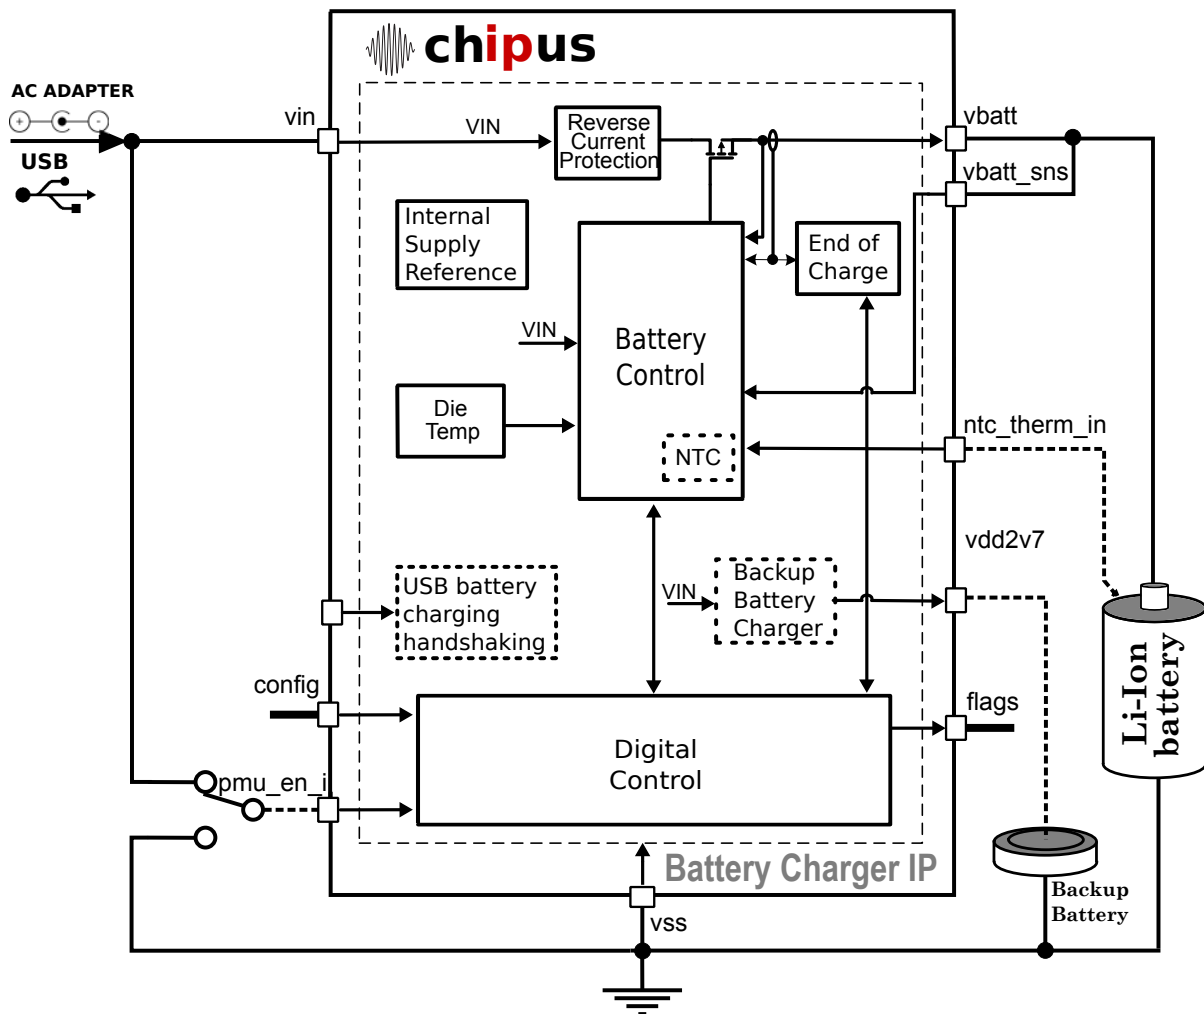 chipus
AC ADAPTER
+
-
USB
vin
VIN
Reverse
Current
Protection
vbatt
vbatt_sns
Internal
Supply
Reference
End of
Charge
VIN
Battery
Control
Die
Temp
NTC
ntc_therm_in
vdd2v7
USB battery
charging
handshaking
VIN
Backup
Battery
Charger
Li-Ion
battery
config
flags
Digital
Control
pmu_en_i
Battery Charger IP
Backup
Battery
vss